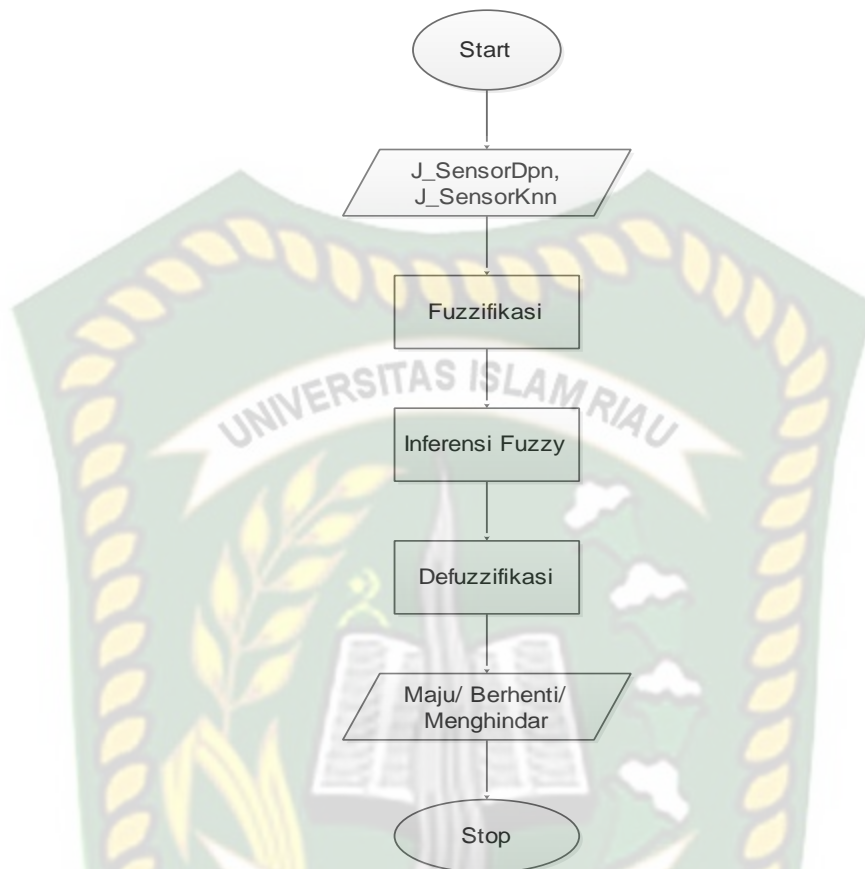 Start
J_SensorDpn,
J_SensorKnn
Fuzzifikasi
UNIVERSITAS ISLAM RIAU
Inferensi Fuzzy
Defuzzifikasi
Maju/ Berhenti/
Menghindar
Stop